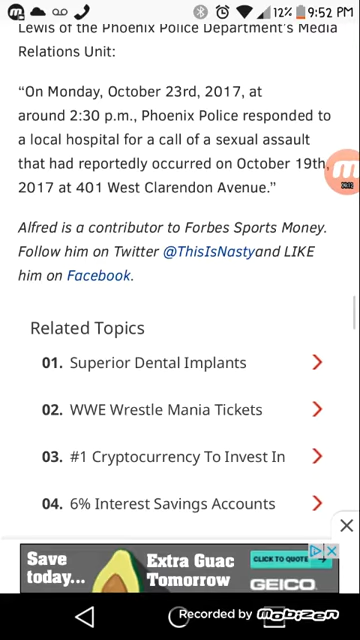 12% 9:52 PM
Lewis of the Phoenix Police Department's Media
Relations Unit:
“On Monday, October 23rd, 2017, at
around 2:30 p.m., Phoenix Police responded to
a local hospital for a call of a sexual assault
that had reportedly occurred on October 19th,
2017 at 401 West Clarendon Avenue.”
Alfred is a contributor to Forbes Sports Money.
Follow him on Twitter @ThisIsNastyand LIKE
him on Facebook.
Related Topics
01. Superior Dental Implants
02. WWE Wrestle Mania Tickets
03. #1 Cryptocurrency To Invest In
04. 6% Interest Savings Accounts
Save
today...
Extra Guac
Tomorrow
CLICK TO QUOTE
GEICO
Recorded by Mobizen